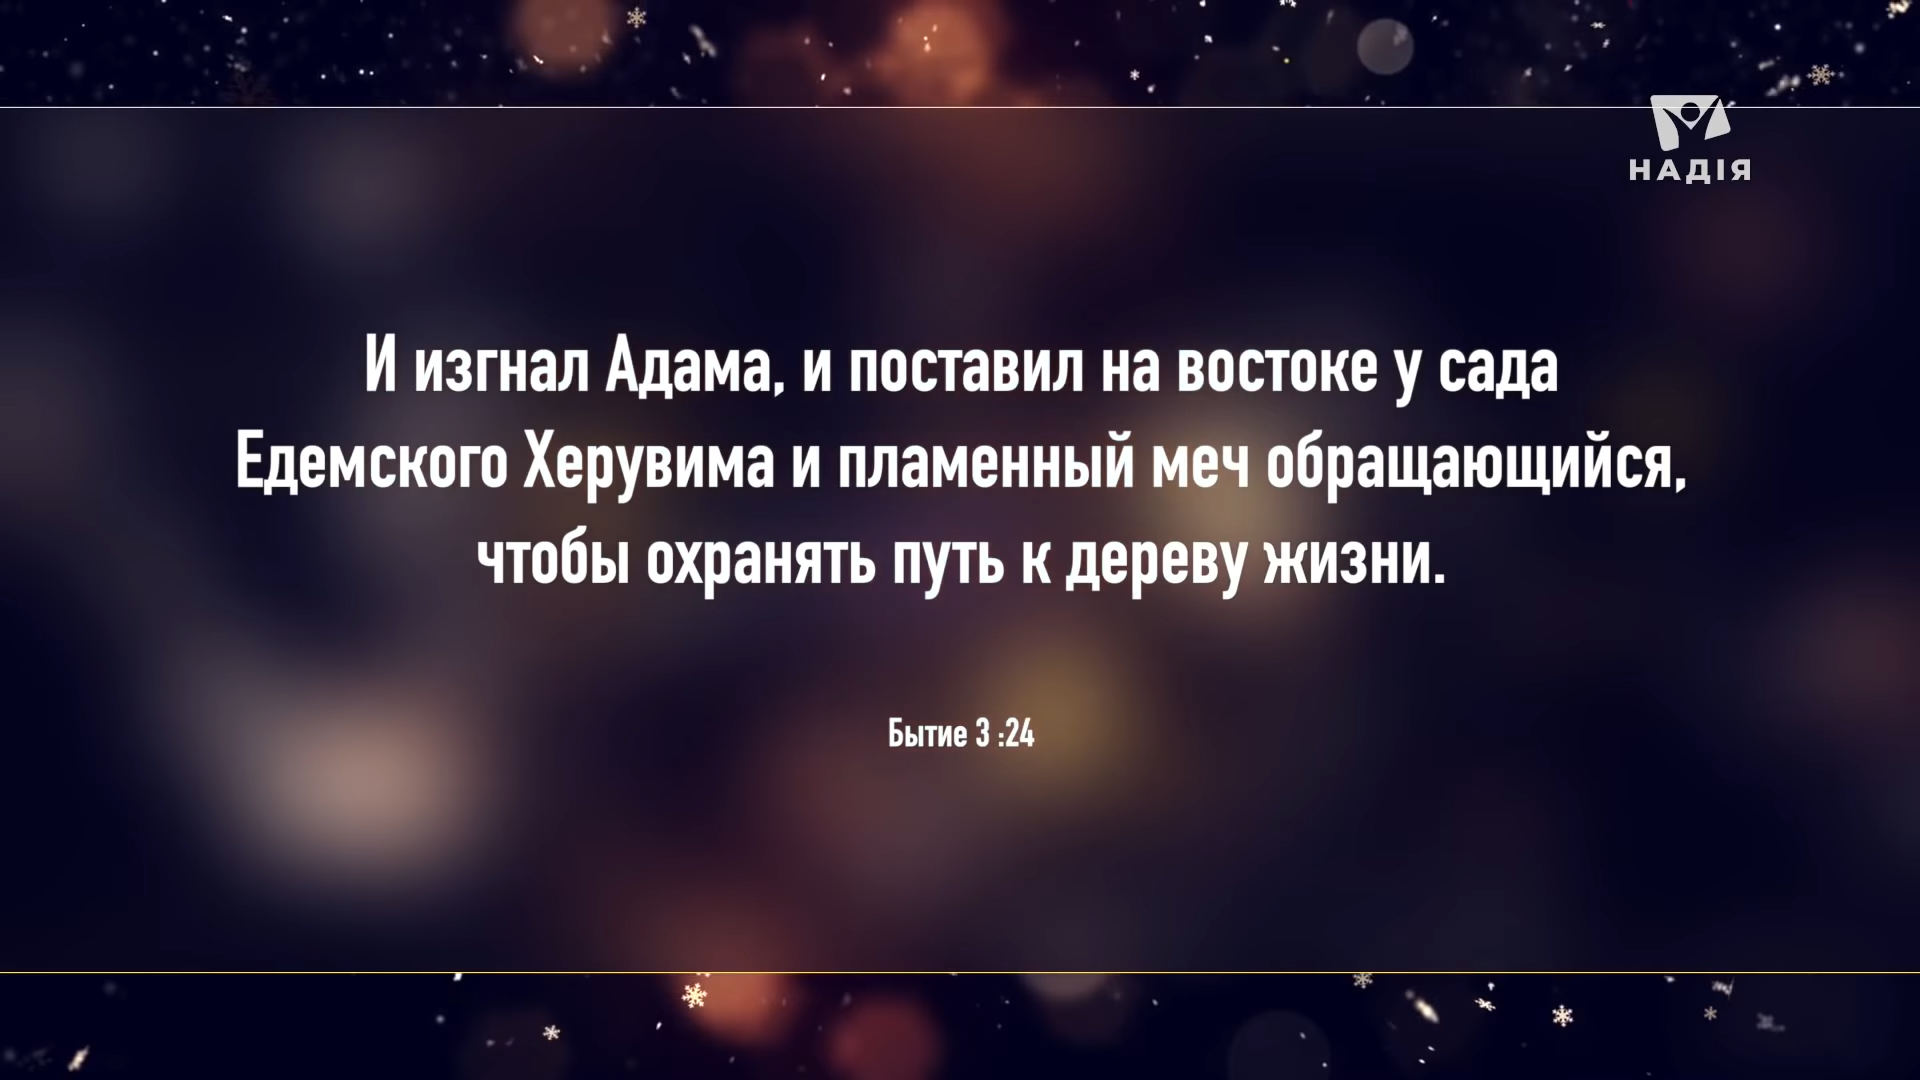 НАДІЯ
И изгнал Адама, и поставил на востоке у сада
Едемского Херувима и пламенный меч обращающийся,
чтобы охранять путь к дереву жизни.
Бытие 3 :24